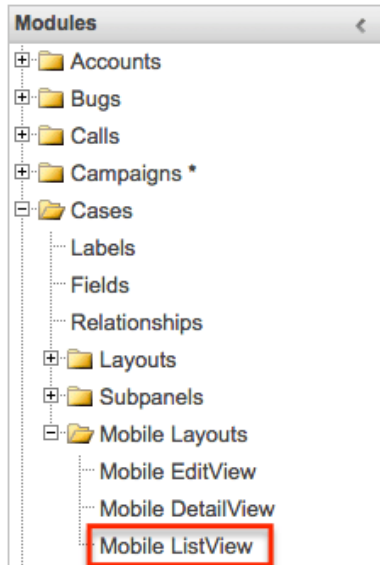 Modules
Accounts
Bugs
Calls
Campaigns *
Cases
Labels
Fields
Relationships
Layouts
Subpanels
Mobile Layouts
Mobile EditView
Mobile DetailView
Mobile ListView